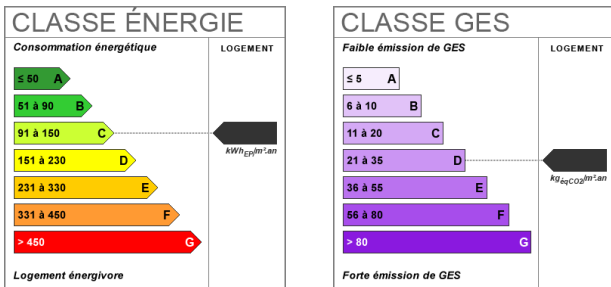 CLASSE ÉNERGIE
Consommation énergétique
LOGEMENT
≤ 50 A
51 à 90 B
91 à 150 C
kWhEP/m².an
151 à 230 D
231 à 330 E
331 à 450 F
> 450 G
Logement énergivore
CLASSE GES
Faible émission de GES
LOGEMENT
≤ 5 A
6 à 10 B
11 à 20 C
21 à 35 D
kgéqCO2/m².an
36 à 55 E
56 à 80 F
> 80 G
Forte émission de GES